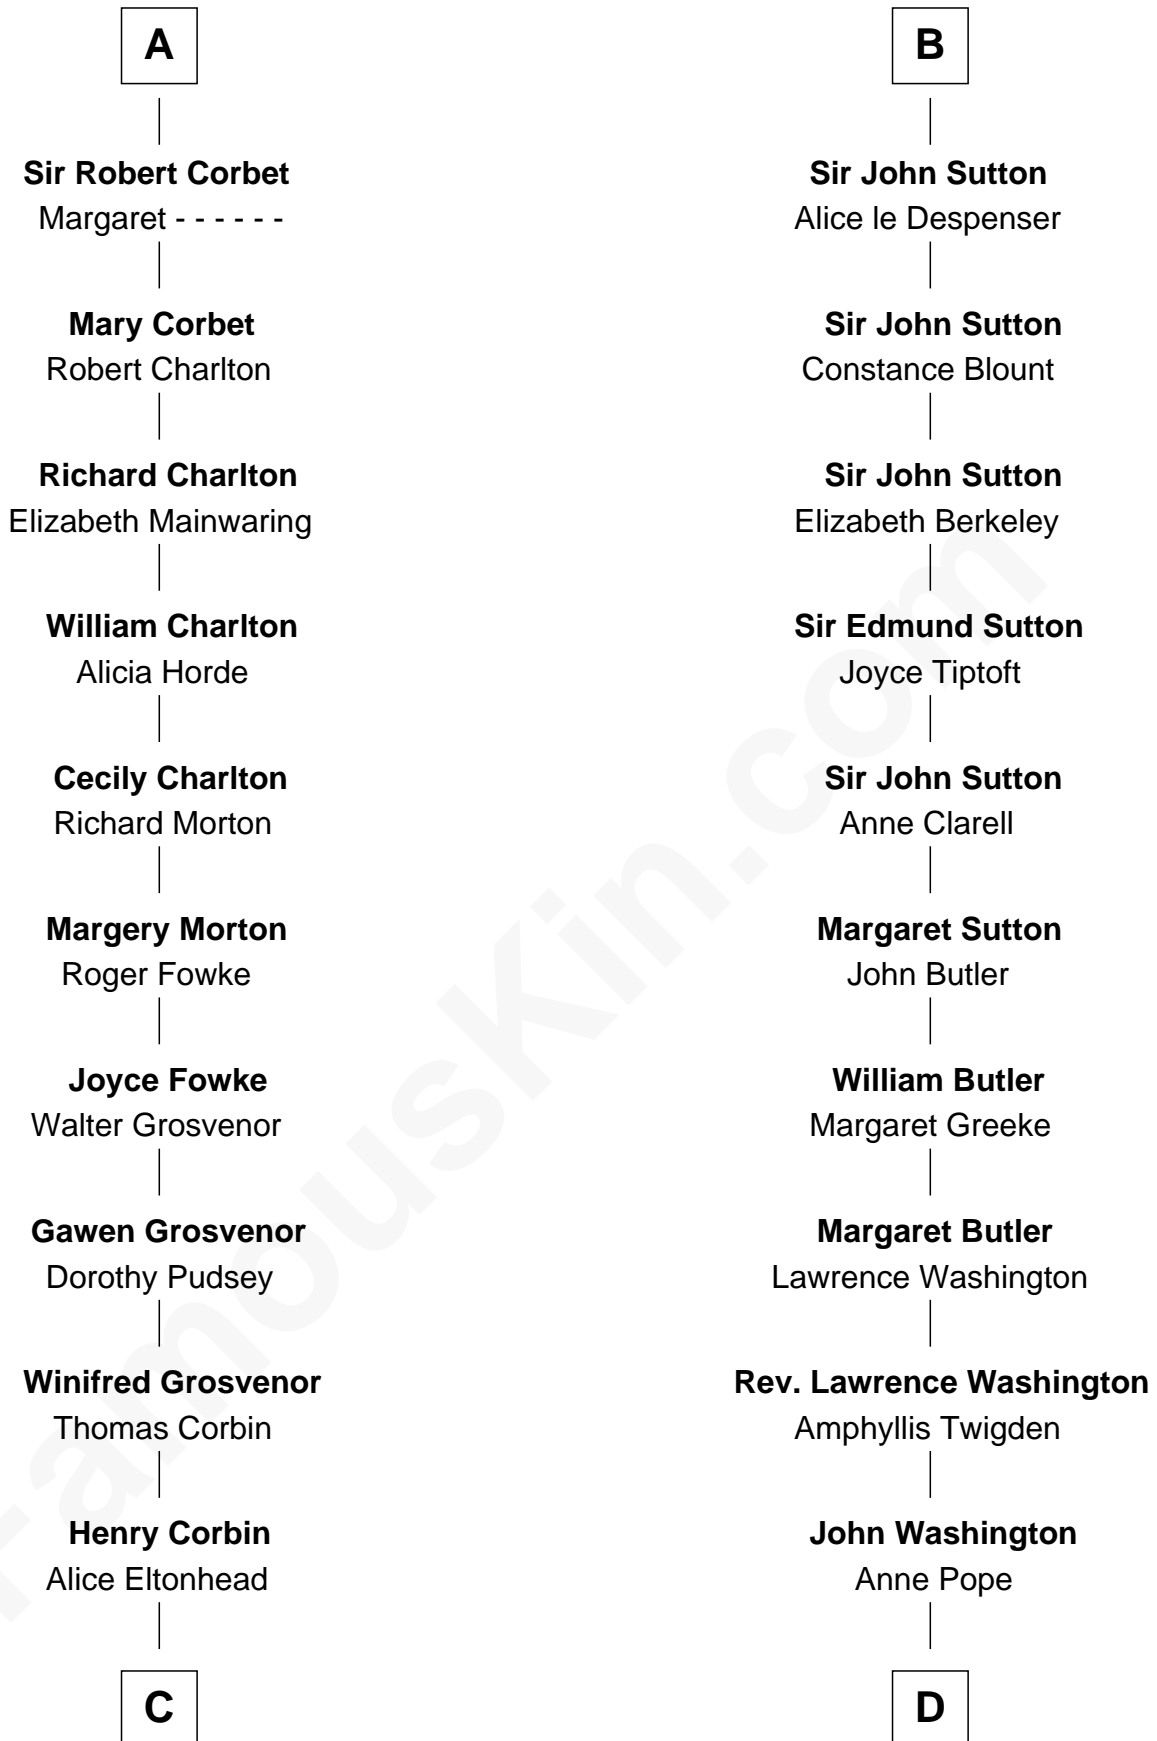 A
Sir Robert Corbet
Margaret - - - - - -
Mary Corbet
Robert Charlton
Richard Charlton
Elizabeth Mainwaring
William Charlton
Alicia Horde
Cecily Charlton
Richard Morton
Margery Morton
Roger Fowke
Joyce Fowke
Walter Grosvenor
Gawen Grosvenor
Dorothy Pudsey
Winifred Grosvenor
Thomas Corbin
Henry Corbin
Alice Eltonhead
C
B
Sir John Sutton
Alice le Despenser
Sir John Sutton
Constance Blount
Sir John Sutton
Elizabeth Berkeley
Sir Edmund Sutton
Joyce Tiptoft
Sir John Sutton
Anne Clarell
Margaret Sutton
John Butler
William Butler
Margaret Greeke
Margaret Butler
Lawrence Washington
Rev. Lawrence Washington
Amphyllis Twigden
John Washington
Anne Pope
D
FamousKin.com